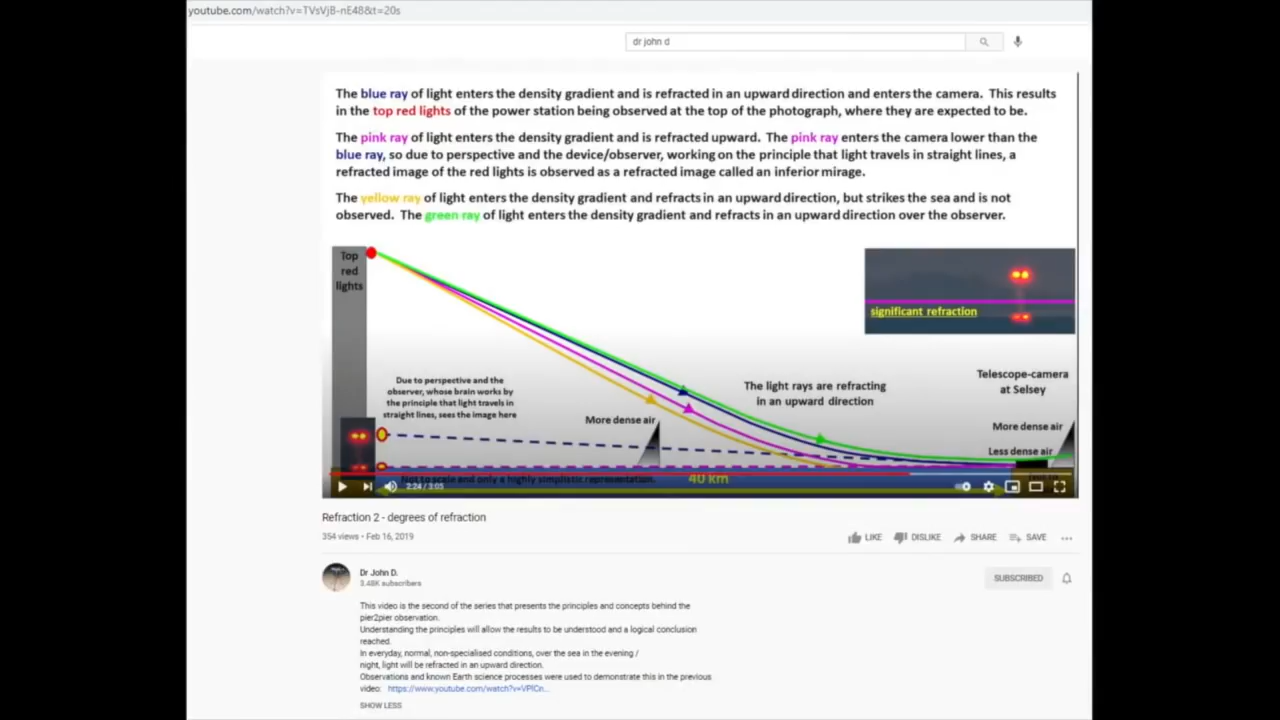 youtube.com/watch?v=TVsVjB-nE48&t=20s
dr john d
The blue ray of light enters the density gradient and is refracted in an upward direction and enters the camera. This results
in the top red lights of the power station being observed at the top of the photograph, where they are expected to be.
The pink ray of light enters the density gradient and is refracted upward. The pink ray enters the camera lower than the
blue ray, so due to perspective and the device/observer, working on the principle that light travels in straight lines, a
refracted image of the red lights is observed as a refracted image called an inferior mirage.
The yellow ray of light enters the density gradient and refracts in an upward direction, but strikes the sea and is not
observed. The green ray of light enters the density gradient and refracts in an upward direction over the observer.
Top
red
lights
significant refraction
Due to perspective and the
observer, whose brain works by
the principle that light travels in
straight lines, sees the image here
More dense air
The light rays are refracting
in an upward direction
Telescope-camera
at Selsey
More dense air
Less dense air
Not to scale and only a highly simplistic representation.
40 km
2:24 / 3:05
Refraction 2 - degrees of refraction
354 views • Feb 16, 2019
LIKE DISLIKE SHARE SAVE
Dr John D.
3.48K subscribers
SUBSCRIBED
This video is the second of the series that presents the principles and concepts behind the
pier2pier observation.
Understanding the principles will allow the results to be understood and a logical conclusion
reached.
In everyday, normal, non-specialised conditions, over the sea in the evening /
night, light will be refracted in an upward direction.
Observations and known Earth science processes were used to demonstrate this in the previous
video: https://www.youtube.com/watch?v=VPlCn...
SHOW LESS